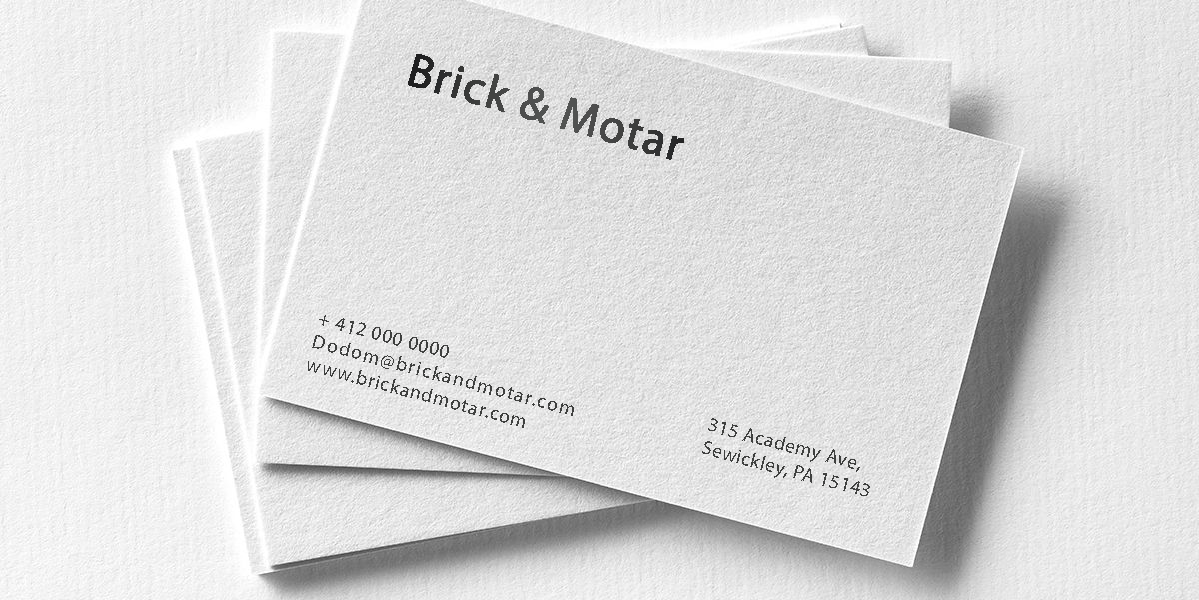 Brick & Motar
+ 412 000 0000
Dodom@brickandmotar.com
www.brickandmotar.com
315 Academy Ave,
Sewickley, PA 15143